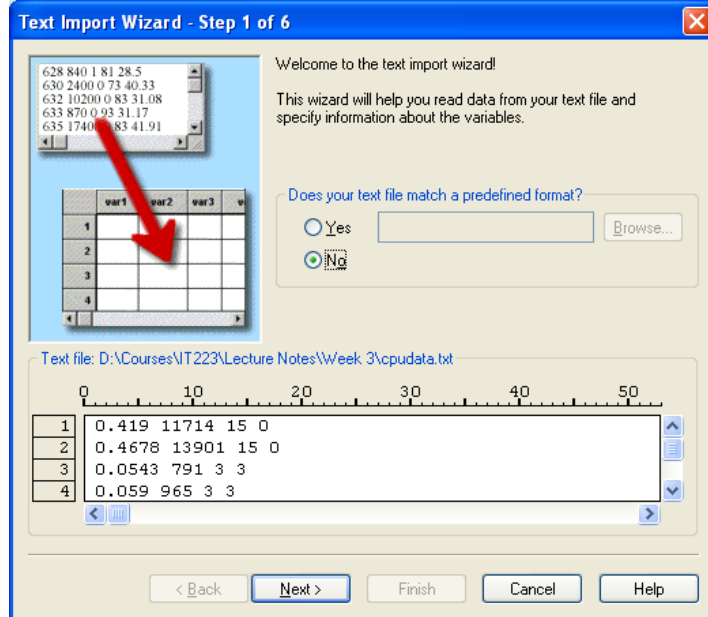 Text Import Wizard - Step 1 of 6
628 840 1 81 28.5
630 2400 0 73 40.33
632 10200 0 83 31.08
633 870 0 93 31.17
635 1740 83 41.91
var1 var2 var3 v
1
2
3
4
Welcome to the text import wizard!
This wizard will help you read data from your text file and
specify information about the variables.
Does your text file match a predefined format?
Yes
Browse...
No
Text file: D:\Courses\IT223\Lecture Notes\Week 3\cpudata.txt
0 10 20 30 40 50
1 0.419 11714 15 0
2 0.4678 13901 15 0
3 0.0543 791 3 3
4 0.059 965 3 3
< Back Next > Finish Cancel Help